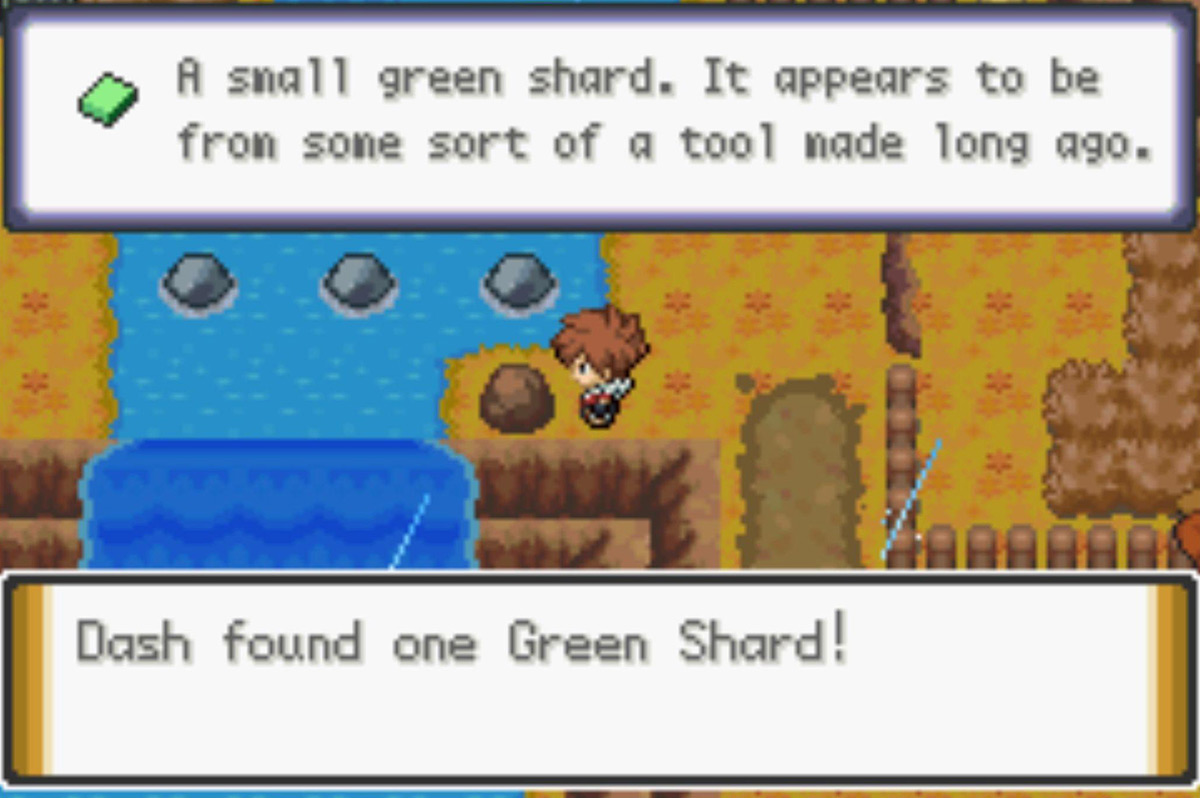 A small green shard. It appears to be
from some sort of a tool made long ago.
Dash found one Green Shard!